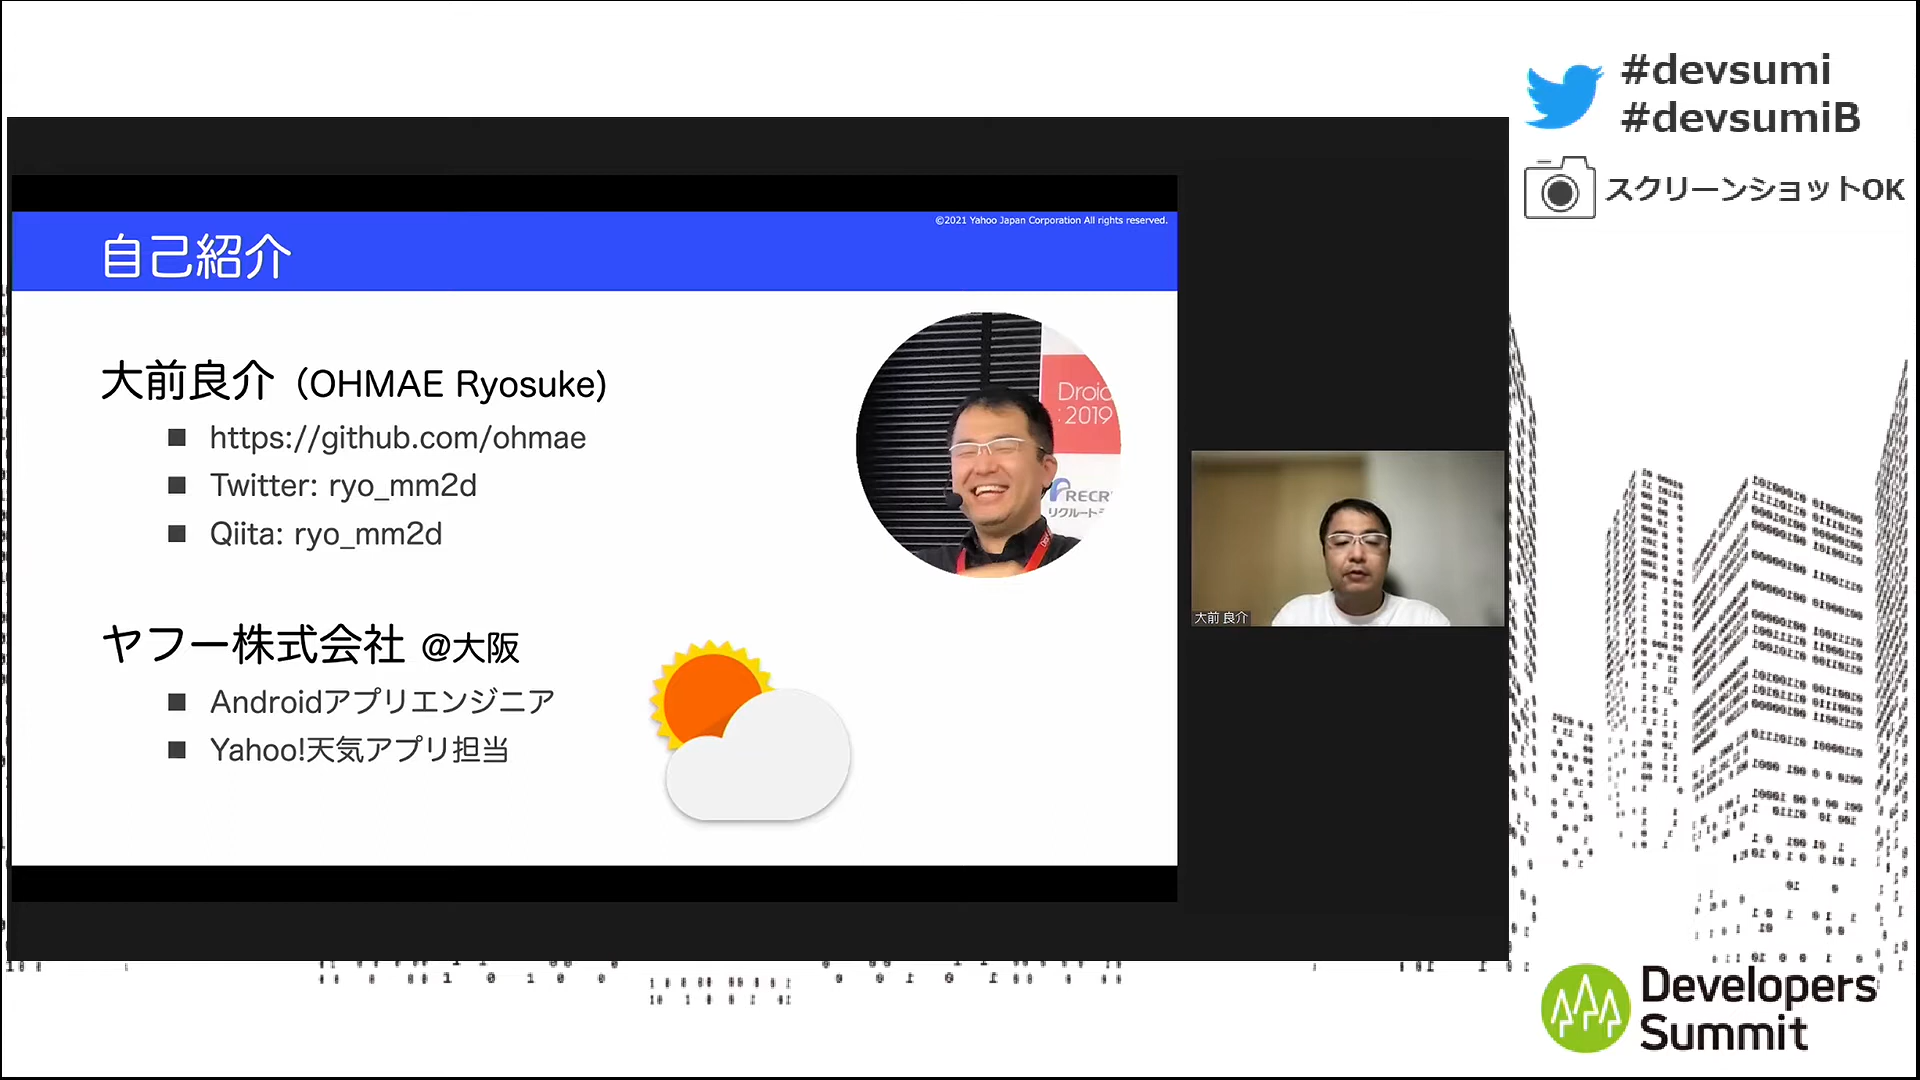 #devsumi
#devsumiB
スクリーンショットOK
©2021 Yahoo Japan Corporation All rights reserved.
自己紹介
大前良介 (OHMAE Ryosuke)
■ https://github.com/ohmae
■ Twitter: ryo_mm2d
■ Qiita: ryo_mm2d
Droid
2019
RECR
リクルート
ヤフー株式会社 @大阪
■ Androidアプリエンジニア
■ Yahoo!天気アプリ担当
大前 良介
Developers
Summit